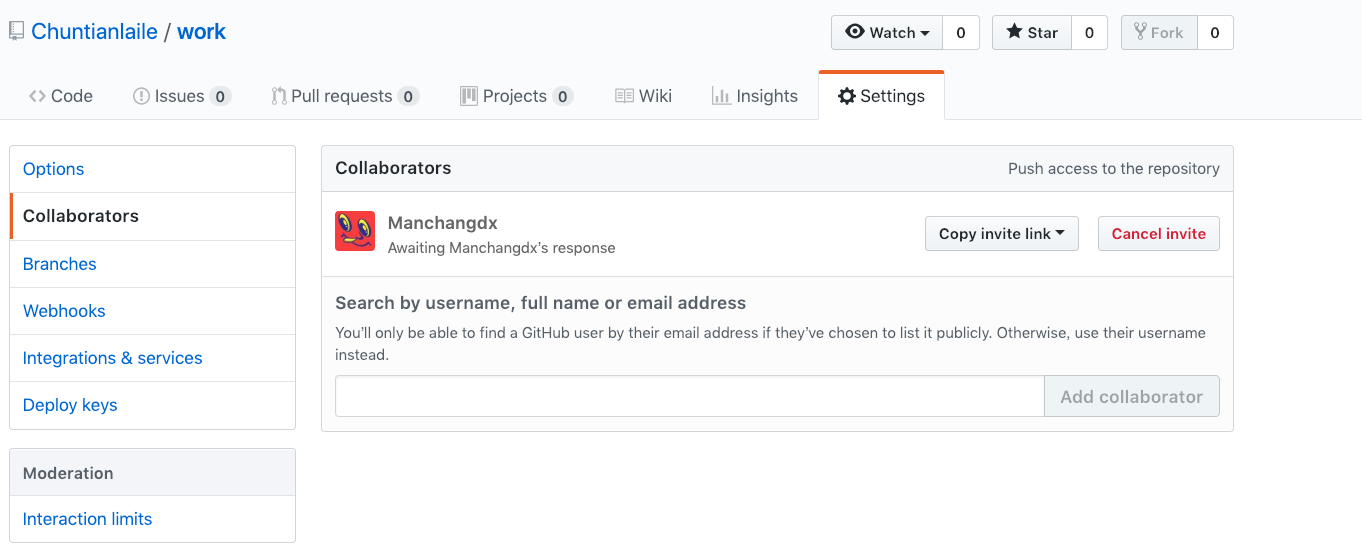 Chuntianlaile / work
Watch 0 Star 0 Fork 0
Code Issues 0 Pull requests 0 Projects 0 Wiki Insights Settings
Options
Collaborators
Branches
Webhooks
Integrations & services
Deploy keys
Moderation
Interaction limits
Collaborators Push access to the repository
Manchangdx
Awaiting Manchangdx’s response
Copy invite link Cancel invite
Search by username, full name or email address
You’ll only be able to find a GitHub user by their email address if they’ve chosen to list it publicly. Otherwise, use their username
instead.
Add collaborator